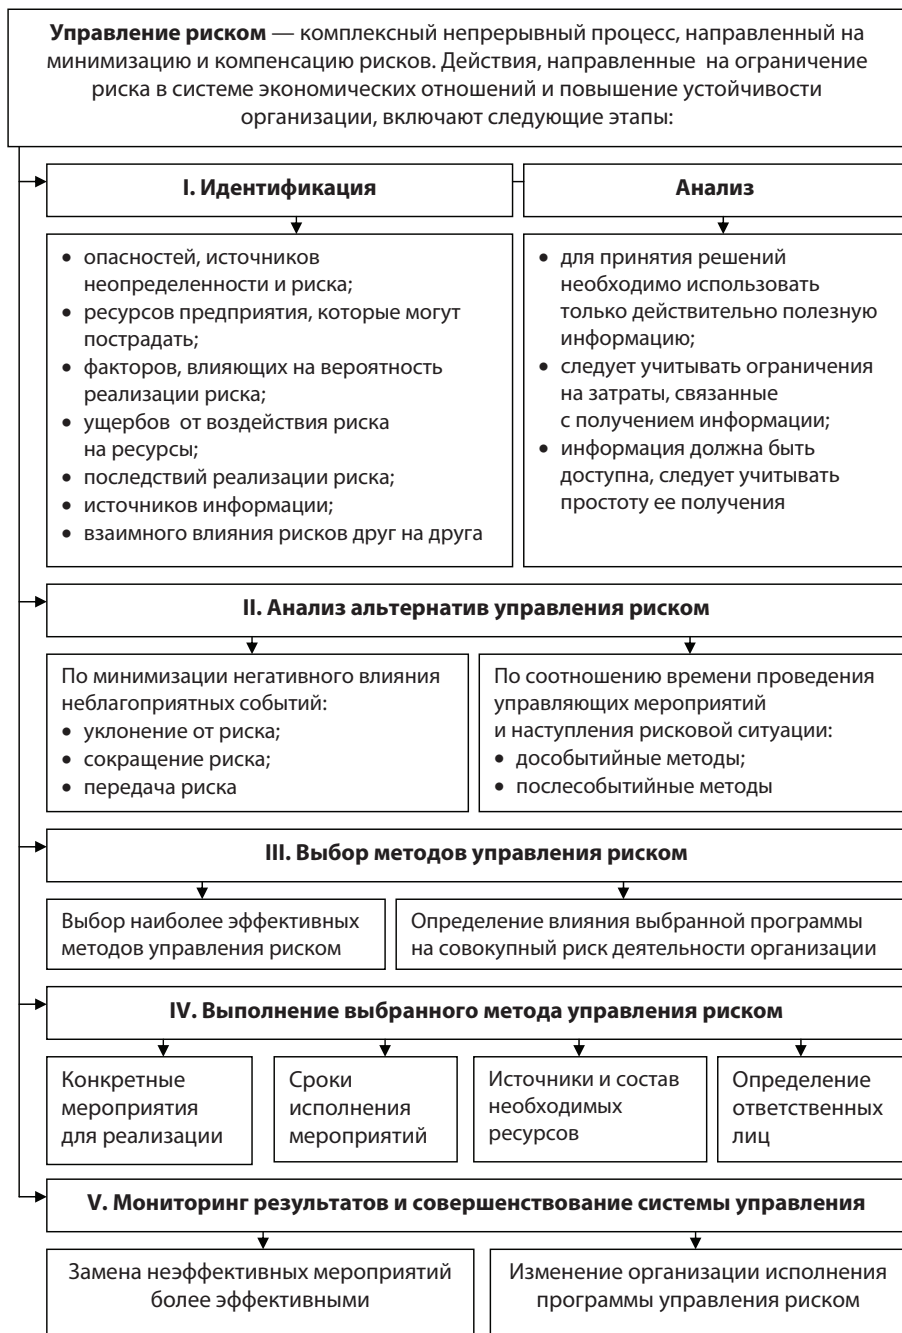 Управление риском — комплексный непрерывный процесс, направленный на
минимизацию и компенсацию рисков. Действия, направленные на ограничение
риска в системе экономических отношений и повышение устойчивости
организации, включают следующие этапы:
I. Идентификация
Анализ
• опасностей, источников
неопределенности и риска;
• ресурсов предприятия, которые могут
пострадать;
• факторов, влияющих на вероятность
реализации риска;
• ущербов от воздействия риска
на ресурсы;
• последствий реализации риска;
• источников информации;
• взаимного влияния рисков друг на друга
• для принятия решений
необходимо использовать
только действительно полезную
информацию;
• следует учитывать ограничения
на затраты, связанные
с получением информации;
• информация должна быть
доступна, следует учитывать
простоту ее получения
II. Анализ альтернатив управления риском
По минимизации негативного влияния
неблагоприятных событий:
• уклонение от риска;
• сокращение риска;
• передача риска
По соотношению времени проведения
управляющих мероприятий
и наступления рисковой ситуации:
• дособытийные методы;
• послесобытийные методы
III. Выбор методов управления риском
Выбор наиболее эффективных
методов управления риском
Определение влияния выбранной программы
на совокупный риск деятельности организации
IV. Выполнение выбранного метода управления риском
Конкретные
мероприятия
для реализации
Сроки
исполнения
мероприятий
Источники и состав
необходимых
ресурсов
Определение
ответственных
лиц
V. Мониторинг результатов и совершенствование системы управления
Замена неэффективных мероприятий
более эффективными
Изменение организации исполнения
программы управления риском